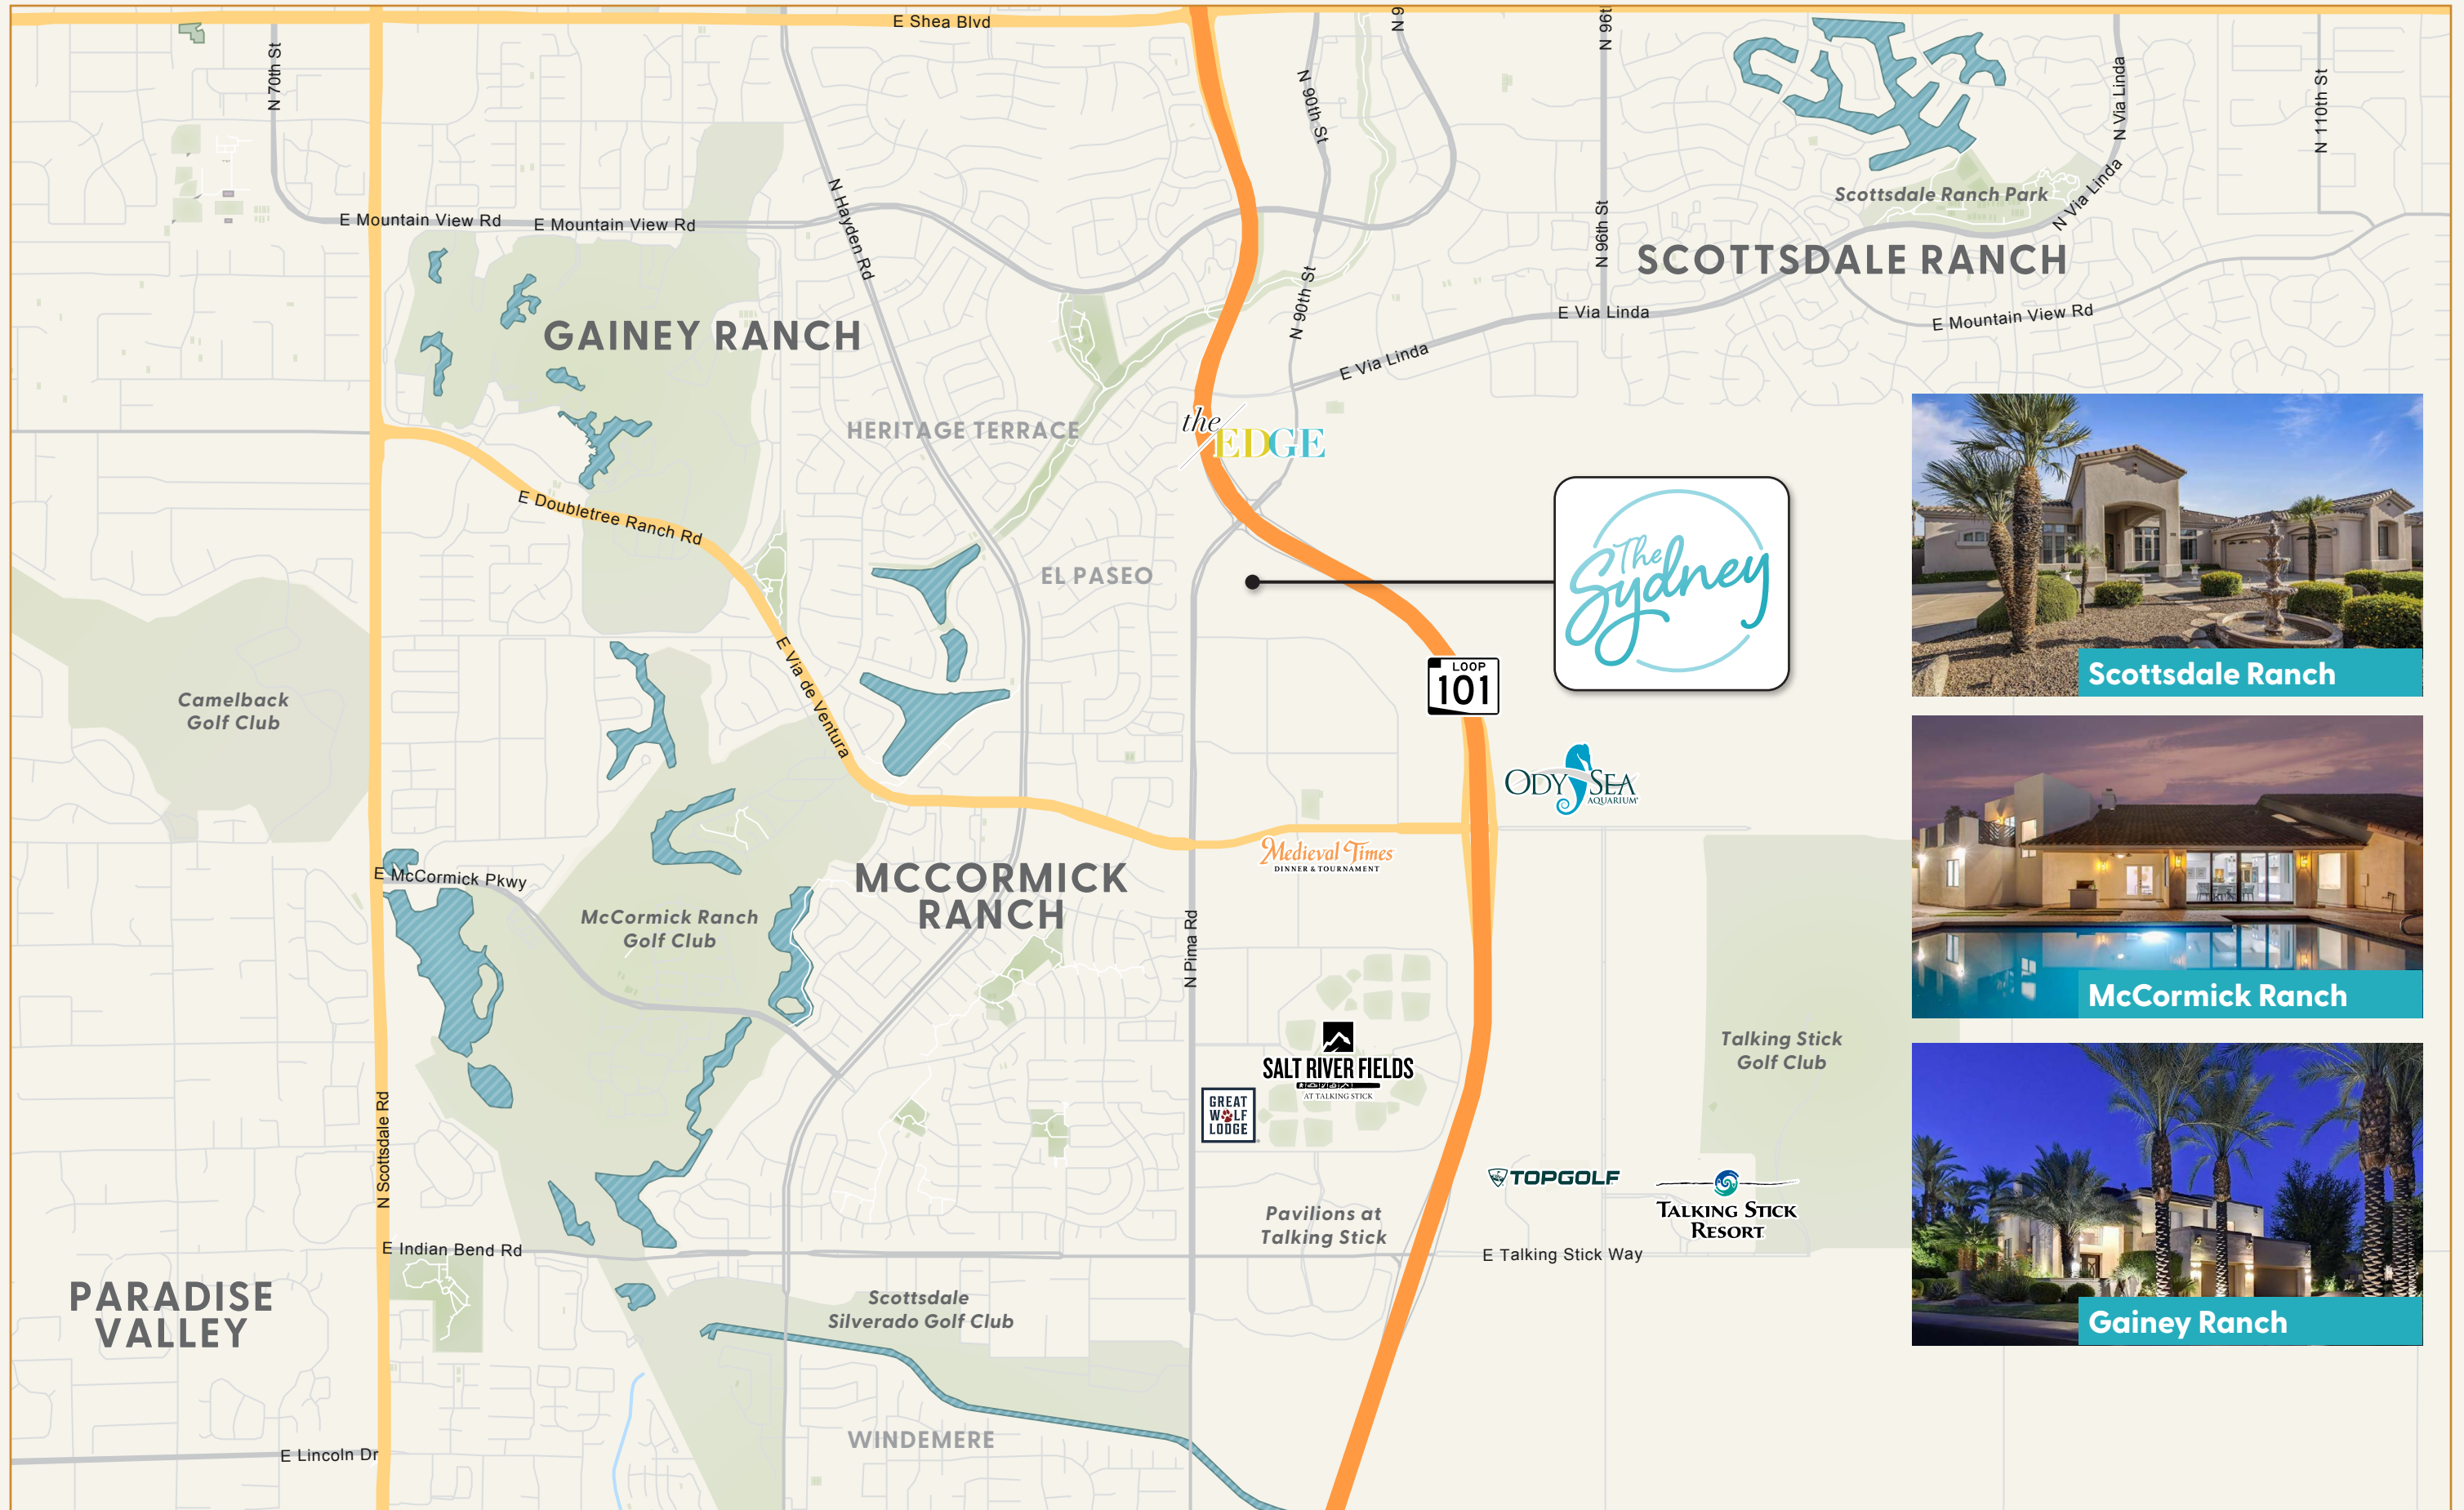 E Shea Blvd
N 70th St
N 90th St
N 9
N 96t
N Via Linda
N 110th St
E Mountain View Rd
E Mountain View Rd
N Hayden Rd
N 96th St
Scottsdale Ranch Park
N Via Linda
SCOTTSDALE RANCH
N 90th St
E Via Linda
E Mountain View Rd
GAINEY RANCH
E Via Linda
HERITAGE TERRACE
the
EDGE
E Doubletree Ranch Rd
EL PASEO
The
Sydney
Scottsdale Ranch
LOOP
101
Camelback
Golf Club
E Via de Ventura
ODYSEA
AQUARIUM
Medieval Times
DINNER & TOURNAMENT
E McCormick Pkwy
MCCORMICK
RANCH
McCormick Ranch
Golf Club
N Pima Rd
McCormick Ranch
SALT RIVER FIELDS
AT TALKING STICK
Talking Stick
Golf Club
GREAT
WOLF
LODGE
N Scottsdale Rd
TOPGOLF
TALKING STICK
RESORT
Pavilions at
Talking Stick
E Indian Bend Rd
E Talking Stick Way
PARADISE
VALLEY
Scottsdale
Silverado Golf Club
Gainey Ranch
WINDEMERE
E Lincoln Dr